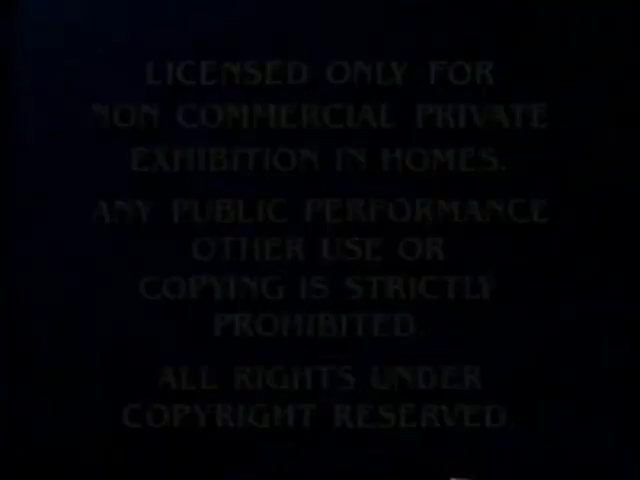 LICENSED ONLY FOR
NON COMMERCIAL PRIVATE
EXHIBITION IN HOMES.
ANY PUBLIC PERFORMANCE
OTHER USE OR
COPYING IS STRICTLY
PROHIBITED.
ALL RIGHTS UNDER
COPYRIGHT RESERVED.